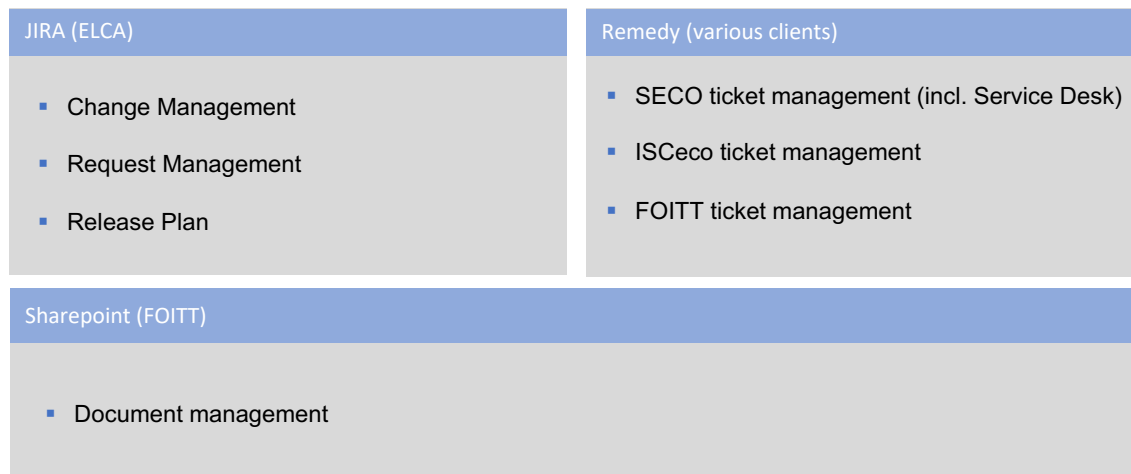 JIRA (ELCA)
Change Management
Request Management
Release Plan
Remedy (various clients)
SECO ticket management (incl. Service Desk)
ISCeco ticket management
FOITT ticket management
Sharepoint (FOITT)
Document management